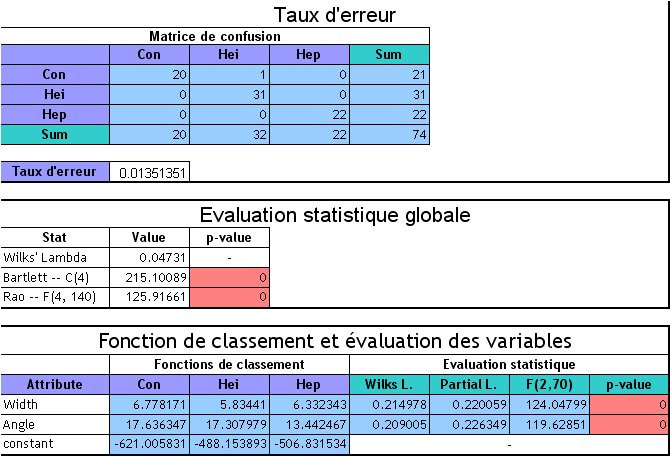 Taux d'erreur
Matrice de confusion
Con Hei Hep Sum
Con 20 1 0 21
Hei 0 31 0 31
Hep 0 0 22 22
Sum 20 32 22 74
Taux d'erreur 0.01351351
Evaluation statistique globale
Stat Value p-value
Wilks' Lambda 0.04731 -
Bartlett -- C(4) 215.10089 0
Rao -- F(4, 140) 125.91661 0
Fonction de classement et évaluation des variables
Fonctions de classement Evaluation statistique
Attribute Con Hei Hep Wilks L. Partial L. F(2,70) p-value
Width 6.778171 5.83441 6.332343 0.214978 0.220059 124.04799 0
Angle 17.636347 17.307979 13.442467 0.209005 0.226349 119.62851 0
constant -621.005831 -488.153893 -506.831534 -